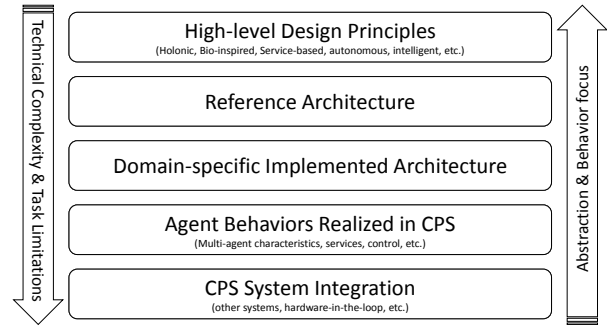 Technical Complexity & Task Limitations
High-level Design Principles
(Holonic, Bio-inspired, Service-based, autonomous, intelligent, etc.)
Reference Architecture
Domain-specific Implemented Architecture
Agent Behaviors Realized in CPS
(Multi-agent characteristics, services, control, etc.)
CPS System Integration
(other systems, hardware-in-the-loop, etc.)
Abstraction & Behavior focus